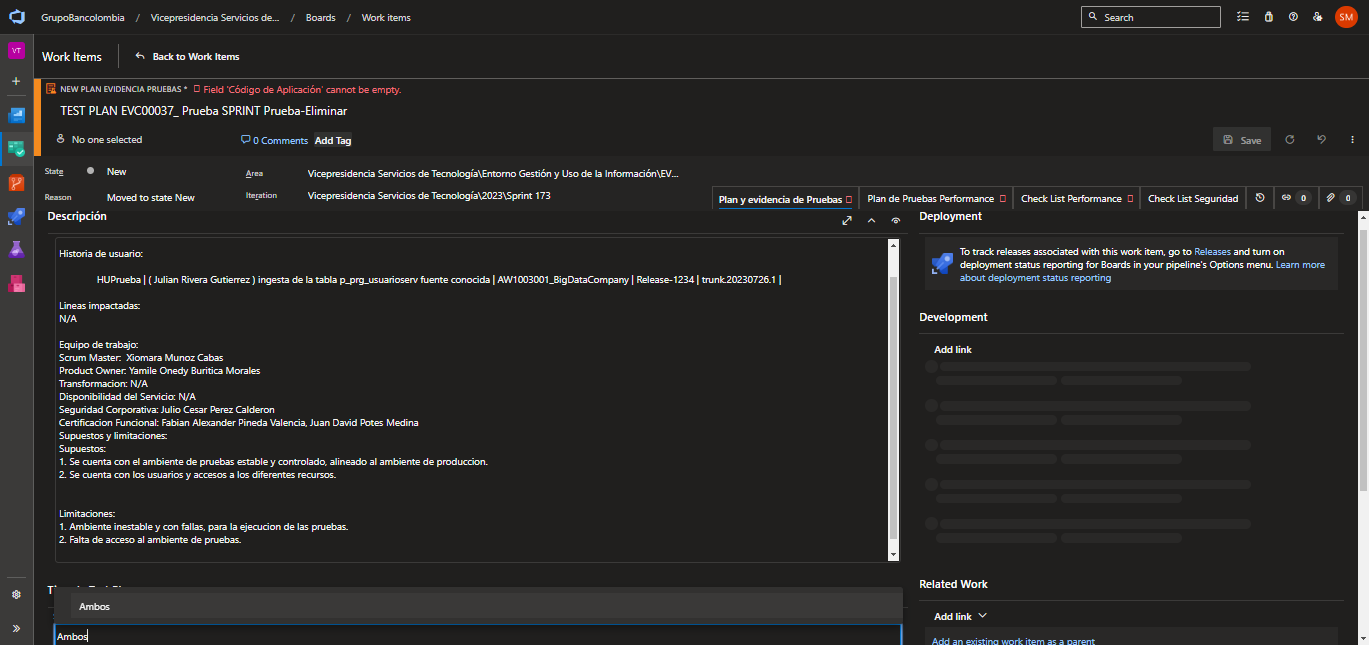 GrupoBancolombia / Vicepresidencia Servicios de... / Boards / Work items
Search
SM
VT
Work Items
Back to Work Items
NEW PLAN EVIDENCIA PRUEBAS * Field 'Código de Aplicación' cannot be empty.
TEST PLAN EVC00037_ Prueba SPRINT Prueba-Eliminar
No one selected
0 Comments
Add Tag
Save
State
New
Area
Vicepresidencia Servicios de Tecnología\Entorno Gestión y Uso de la Información\EV...
Reason
Moved to state New
Iteration
Vicepresidencia Servicios de Tecnología\2023\Sprint 173
Plan y evidencia de Pruebas
Plan de Pruebas Performance
Check List Performance
Check List Seguridad
0
0
Descripción
Historia de usuario:
HUPrueba | ( Julian Rivera Gutierrez ) ingesta de la tabla p_prg_usuarioserv fuente conocida | AW1003001_BigDataCompany | Release-1234 | trunk.20230726.1 |
Lineas impactadas:
N/A
Equipo de trabajo:
Scrum Master: Xiomara Munoz Cabas
Product Owner: Yamile Onedy Buritica Morales
Transformacion: N/A
Disponibilidad del Servicio: N/A
Seguridad Corporativa: Julio Cesar Perez Calderon
Certificacion Funcional: Fabian Alexander Pineda Valencia, Juan David Potes Medina
Supuestos y limitaciones:
Supuestos:
1. Se cuenta con el ambiente de pruebas estable y controlado, alineado al ambiente de produccion.
2. Se cuenta con los usuarios y accesos a los diferentes recursos.
Limitaciones:
1. Ambiente inestable y con fallas, para la ejecucion de las pruebas.
2. Falta de acceso al ambiente de pruebas.
Ambos
Ambos
Deployment
To track releases associated with this work item, go to Releases and turn on
deployment status reporting for Boards in your pipeline's Options menu. Learn more
about deployment status reporting
Development
Add link
Related Work
Add link
Add an existing work item as a parent